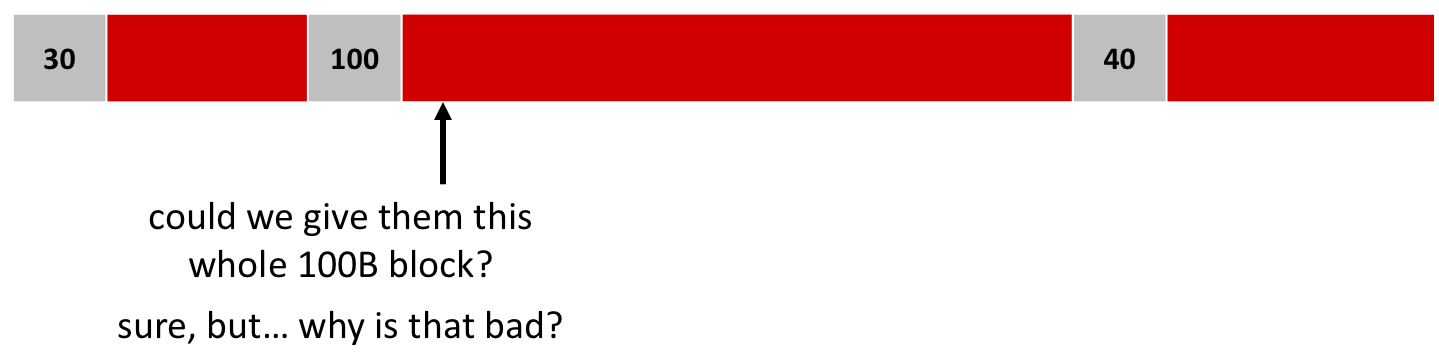 30 100 40
could we give them this
whole 100B block?
sure, but... why is that bad?